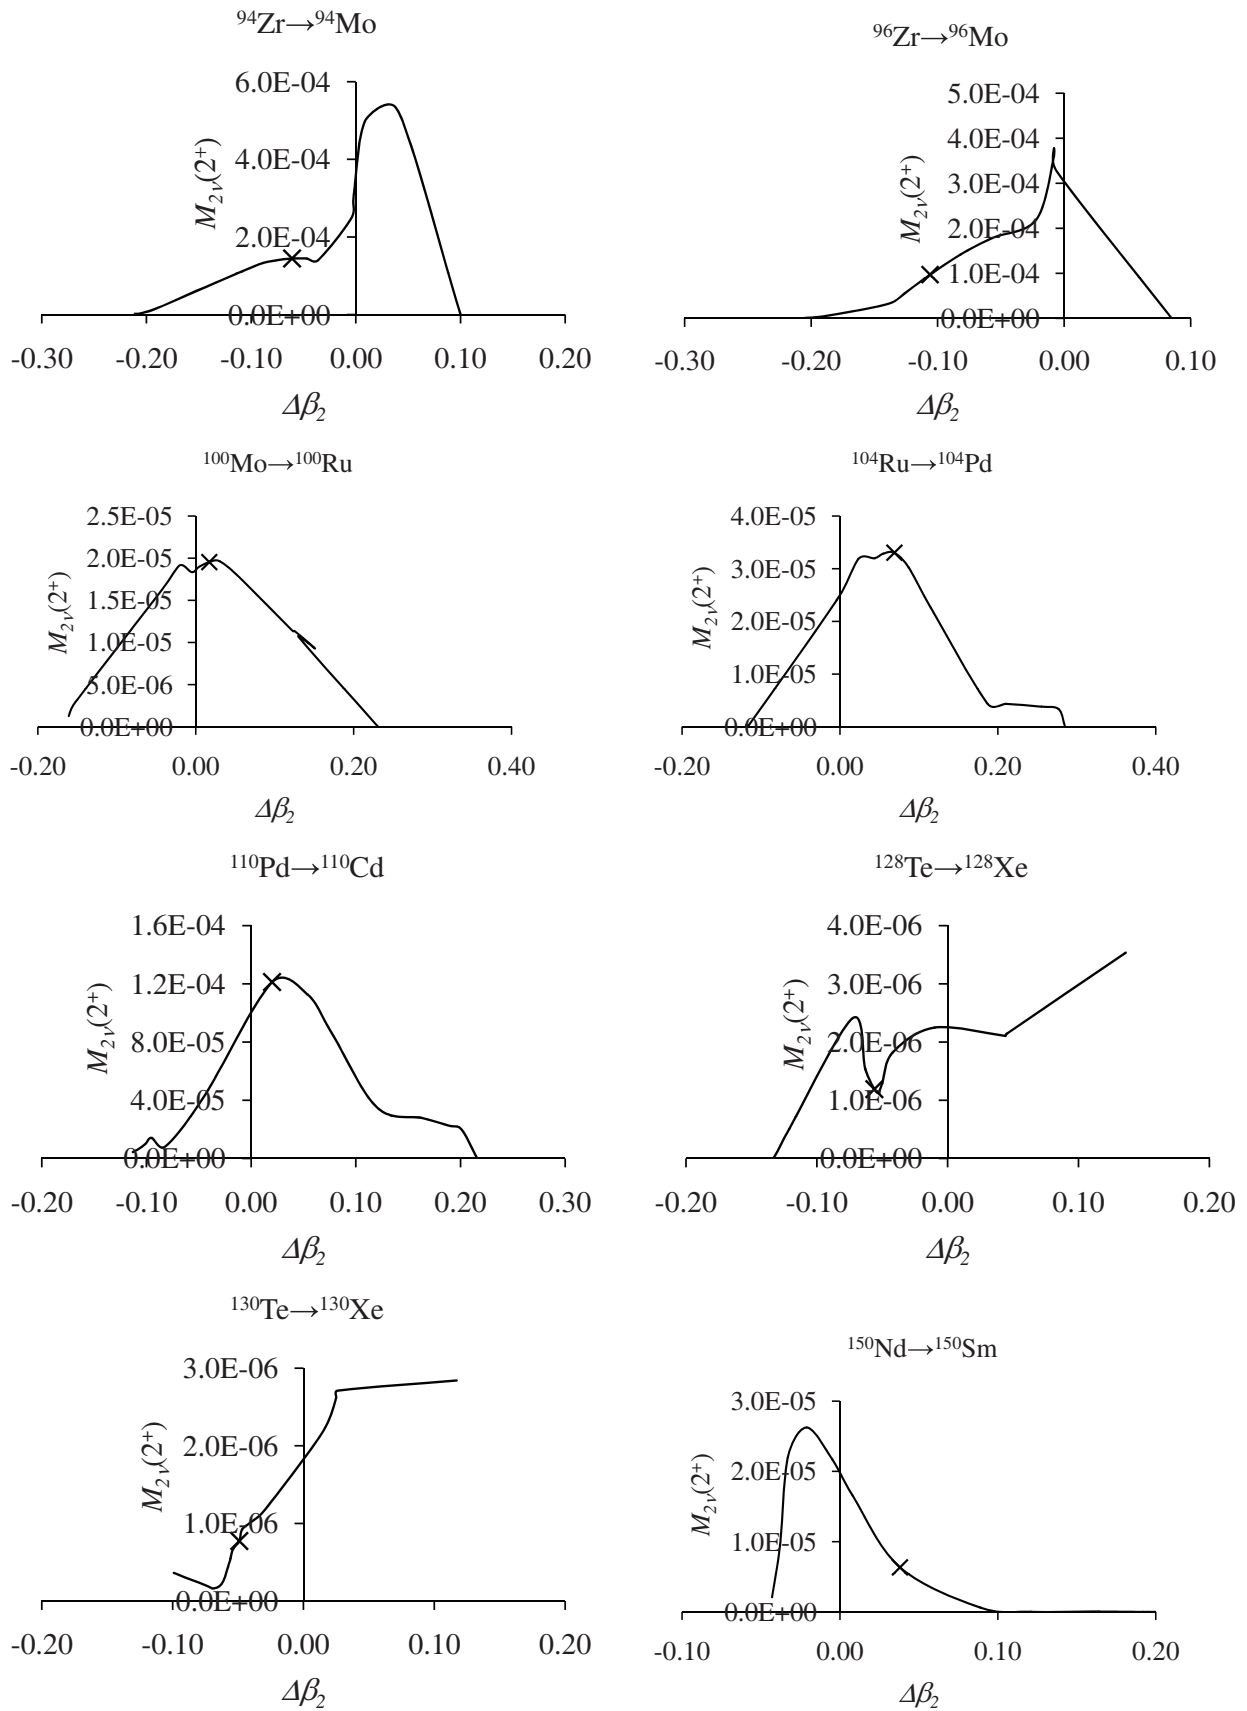 ⁹⁴Zr→⁹⁴Mo
6.0E-04
4.0E-04
2.0E-04
0.0E+00
M₂ᵥ(2⁺)
-0.30 -0.20 -0.10 0.00 0.10 0.20
Δβ₂
⁹⁶Zr→⁹⁶Mo
5.0E-04
4.0E-04
3.0E-04
2.0E-04
1.0E-04
0.0E+00
M₂ᵥ(2⁺)
-0.30 -0.20 -0.10 0.00 0.10
Δβ₂
¹⁰⁰Mo→¹⁰⁰Ru
2.5E-05
2.0E-05
1.5E-05
1.0E-05
5.0E-06
0.0E+00
M₂ᵥ(2⁺)
-0.20 0.00 0.20 0.40
Δβ₂
¹⁰⁴Ru→¹⁰⁴Pd
4.0E-05
3.0E-05
2.0E-05
1.0E-05
0.0E+00
M₂ᵥ(2⁺)
-0.20 0.00 0.20 0.40
Δβ₂
¹¹⁰Pd→¹¹⁰Cd
1.6E-04
1.2E-04
8.0E-05
4.0E-05
0.0E+00
M₂ᵥ(2⁺)
-0.20 -0.10 0.00 0.10 0.20 0.30
Δβ₂
¹²⁸Te→¹²⁸Xe
4.0E-06
3.0E-06
2.0E-06
1.0E-06
0.0E+00
M₂ᵥ(2⁺)
-0.20 -0.10 0.00 0.10 0.20
Δβ₂
¹³⁰Te→¹³⁰Xe
3.0E-06
2.0E-06
1.0E-06
0.0E+00
M₂ᵥ(2⁺)
-0.20 -0.10 0.00 0.10 0.20
Δβ₂
¹⁵⁰Nd→¹⁵⁰Sm
3.0E-05
2.0E-05
1.0E-05
0.0E+00
M₂ᵥ(2⁺)
-0.10 0.00 0.10 0.20
Δβ₂